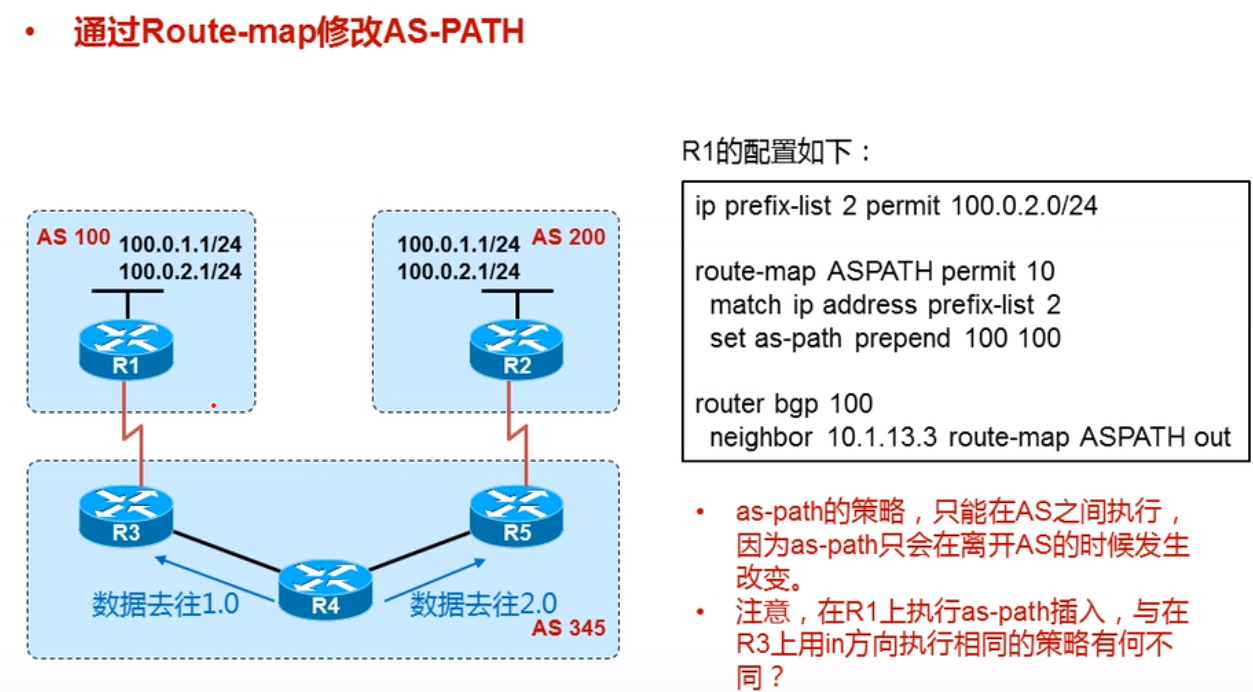 • 通过Route-map修改AS-PATH
R1的配置如下：
ip prefix-list 2 permit 100.0.2.0/24
route-map ASPATH permit 10
match ip address prefix-list 2
set as-path prepend 100 100
router bgp 100
neighbor 10.1.13.3 route-map ASPATH out
AS 100
100.0.1.1/24
100.0.2.1/24
R1
100.0.1.1/24
AS 200
100.0.2.1/24
R2
R3
R5
R4
数据去往1.0
数据去往2.0
AS 345
• as-path的策略，只能在AS之间执行，
因为as-path只会在离开AS的时候发生
改变。
• 注意，在R1上执行as-path插入，与在
R3上用in方向执行相同的策略有何不
同？